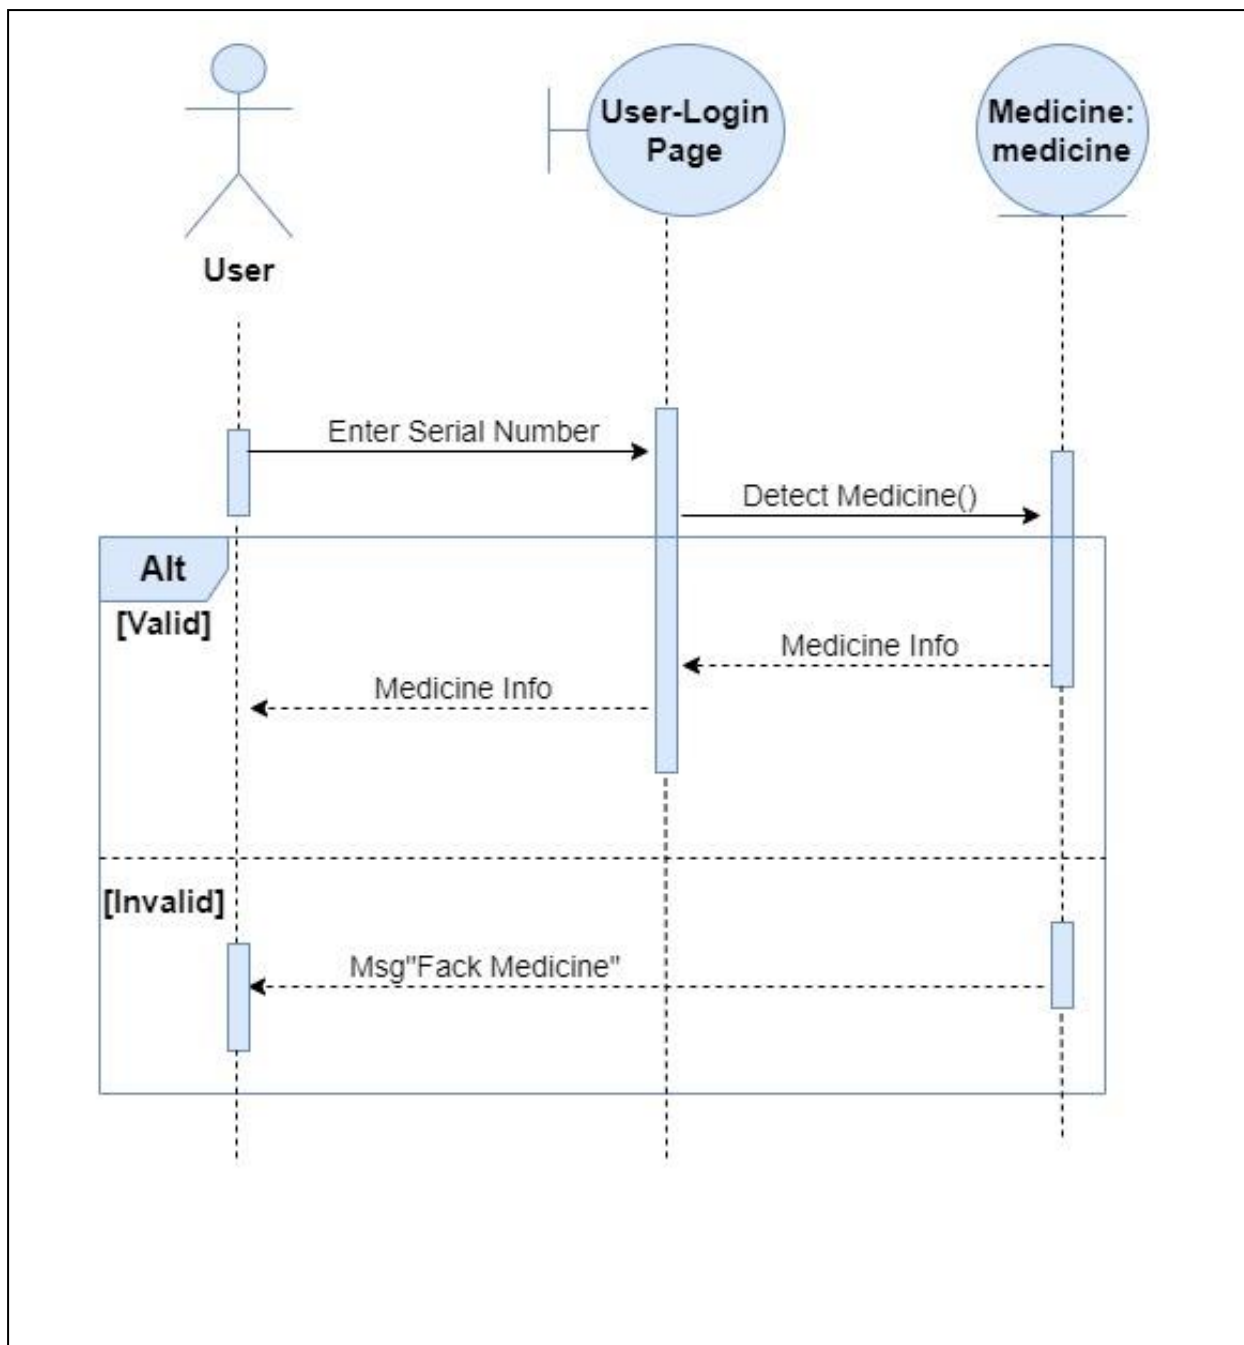 User-Login
Page
Medicine:
medicine
User
Enter Serial Number
Detect Medicine()
Alt
[Valid]
Medicine Info
Medicine Info
[Invalid]
Msg"Fack Medicine"